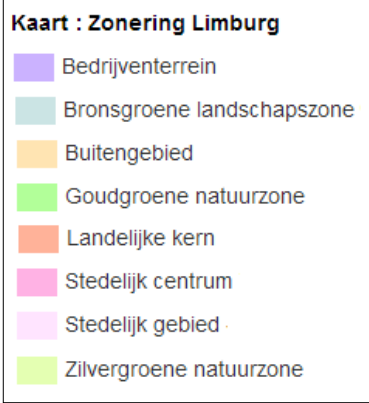 Kaart : Zonering Limburg
Bedrijventerrein
Bronsgroene landschapszone
Buitengebied
Goudgroene natuurzone
Landelijke kern
Stedelijk centrum
Stedelijk gebied
Zilvergroene natuurzone